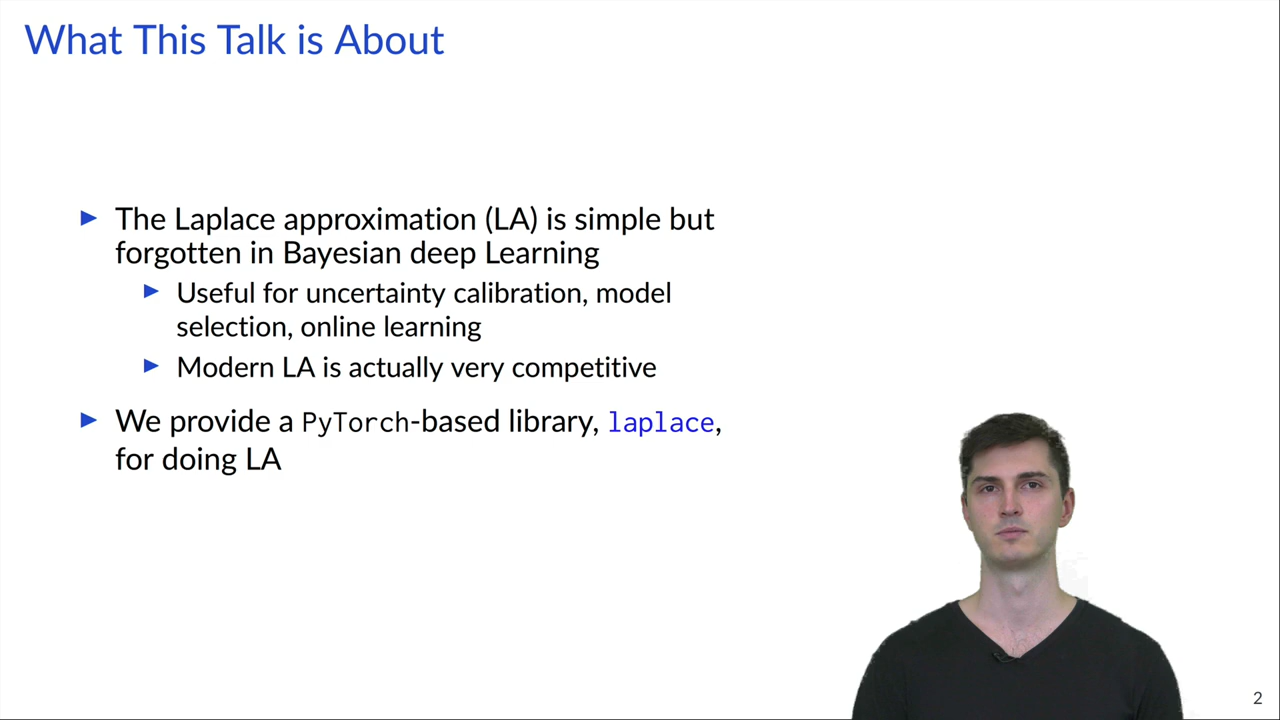 What This Talk is About
The Laplace approximation (LA) is simple but
forgotten in Bayesian deep Learning
Useful for uncertainty calibration, model
selection, online learning
Modern LA is actually very competitive
We provide a PyTorch-based library, laplace,
for doing LA
2